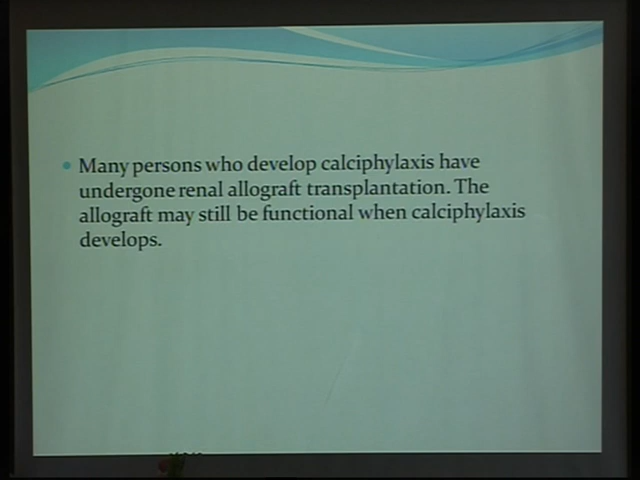 Many persons who develop calciphylaxis have
undergone renal allograft transplantation. The
allograft may still be functional when calciphylaxis
develops.